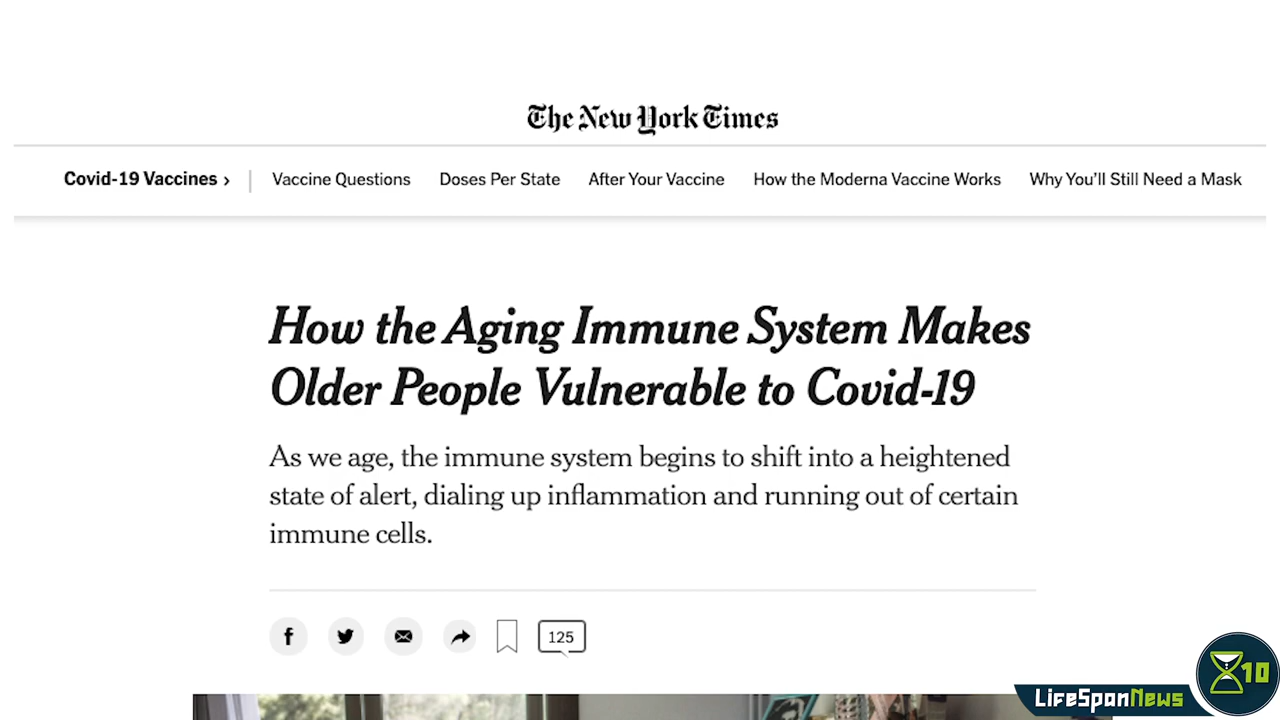 The New York Times
Covid-19 Vaccines › Vaccine Questions Doses Per State After Your Vaccine How the Moderna Vaccine Works Why You'll Still Need a Mask
How the Aging Immune System Makes
Older People Vulnerable to Covid-19
As we age, the immune system begins to shift into a heightened
state of alert, dialing up inflammation and running out of certain
immune cells.
125
LifeSpanNews
10